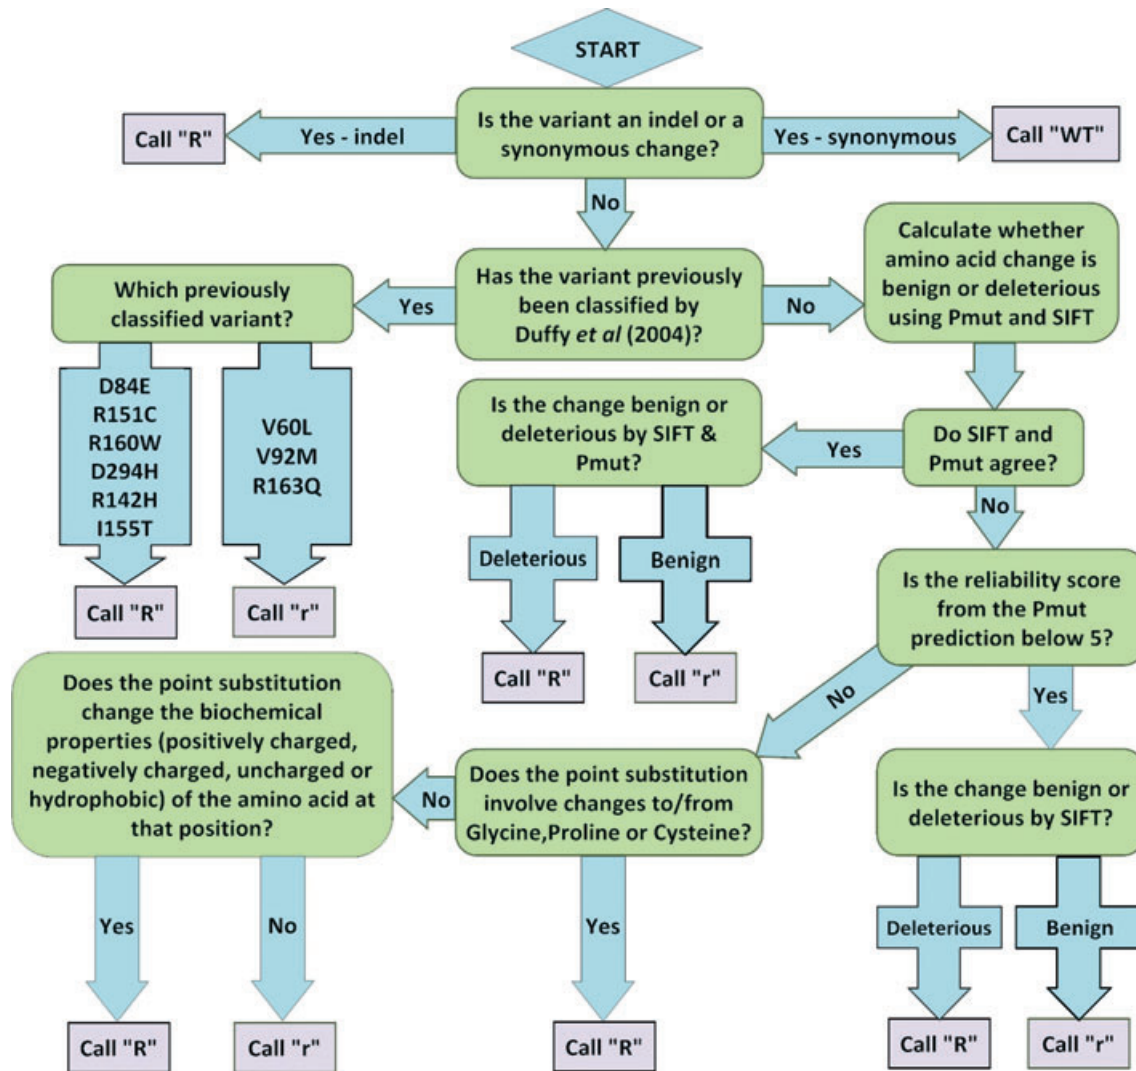 START
Is the variant an indel or a
synonymous change?
Yes - indel
Call "R"
Yes - synonymous
Call "WT"
No
Has the variant previously
been classified by
Duffy et al (2004)?
Yes
Which previously
classified variant?
D84E
R151C
R160W
D294H
R142H
I155T
Call "R"
V60L
V92M
R163Q
Call "r"
No
Calculate whether
amino acid change is
benign or deleterious
using Pmut and SIFT
Do SIFT and
Pmut agree?
Yes
Is the change benign or
deleterious by SIFT &
Pmut?
Deleterious
Call "R"
Benign
Call "r"
No
Is the reliability score
from the Pmut
prediction below 5?
Yes
Is the change benign or
deleterious by SIFT?
Deleterious
Call "R"
Benign
Call "r"
No
Does the point substitution
involve changes to/from
Glycine,Proline or Cysteine?
Yes
Call "R"
No
Does the point substitution
change the biochemical
properties (positively charged,
negatively charged, uncharged or
hydrophobic) of the amino acid at
that position?
Yes
Call "R"
No
Call "r"